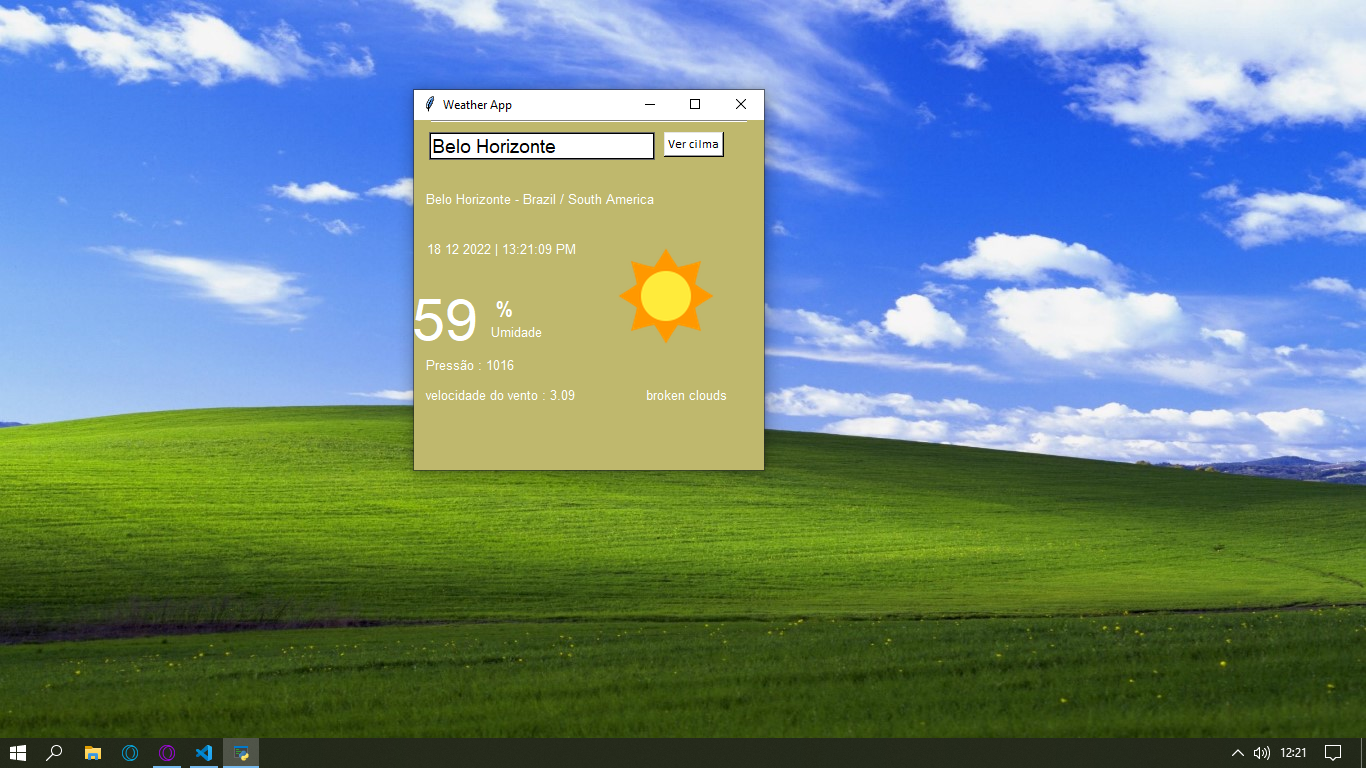 Weather App
Belo Horizonte
Ver cilma
Belo Horizonte - Brazil / South America
18 12 2022 | 13:21:09 PM
59 %
Umidade
Pressão : 1016
velocidade do vento : 3.09
broken clouds
12:21